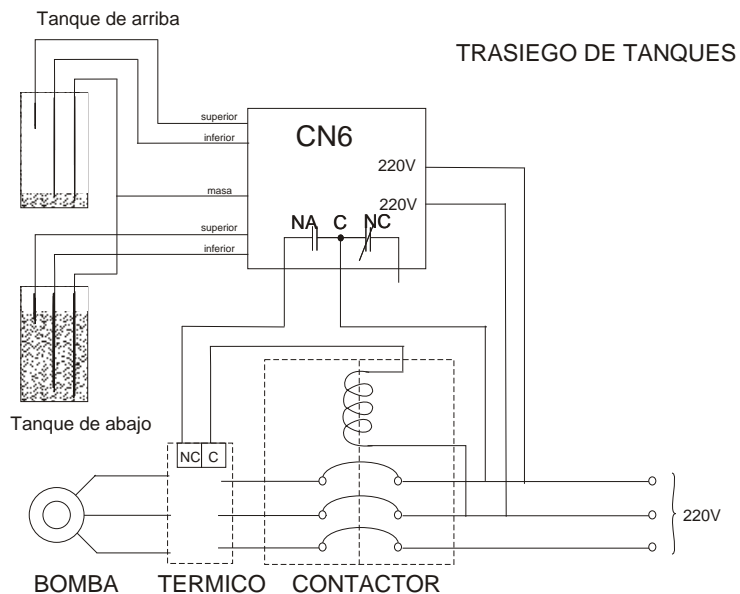 Tanque de arriba
TRASIEGO DE TANQUES
superior
inferior
CN6
220V
masa
220V
NA C NC
superior
inferior
Tanque de abajo
NC C
220V
BOMBA TERMICO CONTACTOR